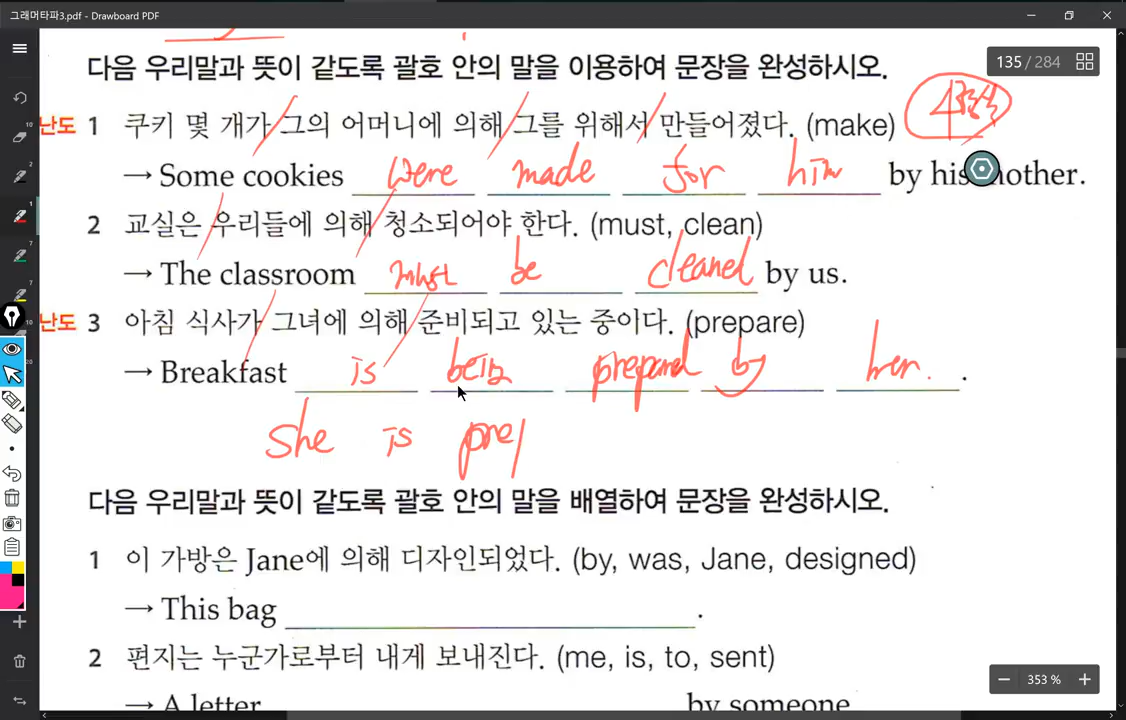 그래머타파3.pdf - Drawboard PDF
다음 우리말과 뜻이 같도록 괄호 안의 말을 이용하여 문장을 완성하시오.
135 / 284
난도 1 쿠키 몇 개가 그의 어머니에 의해 그를 위해서 만들어졌다. (make)
→ Some cookies were made for him by his mother.
2 교실은 우리들에 의해 청소되어야 한다. (must, clean)
→ The classroom must be cleaned by us.
난도 3 아침 식사가 그녀에 의해 준비되고 있는 중이다. (prepare)
→ Breakfast is being prepared by her.
she is prep
다음 우리말과 뜻이 같도록 괄호 안의 말을 배열하여 문장을 완성하시오.
1 이 가방은 Jane에 의해 디자인되었다. (by, was, Jane, designed)
→ This bag .
2 편지는 누군가로부터 내게 보내진다. (me, is, to, sent)
→ A letter by someone
353 %